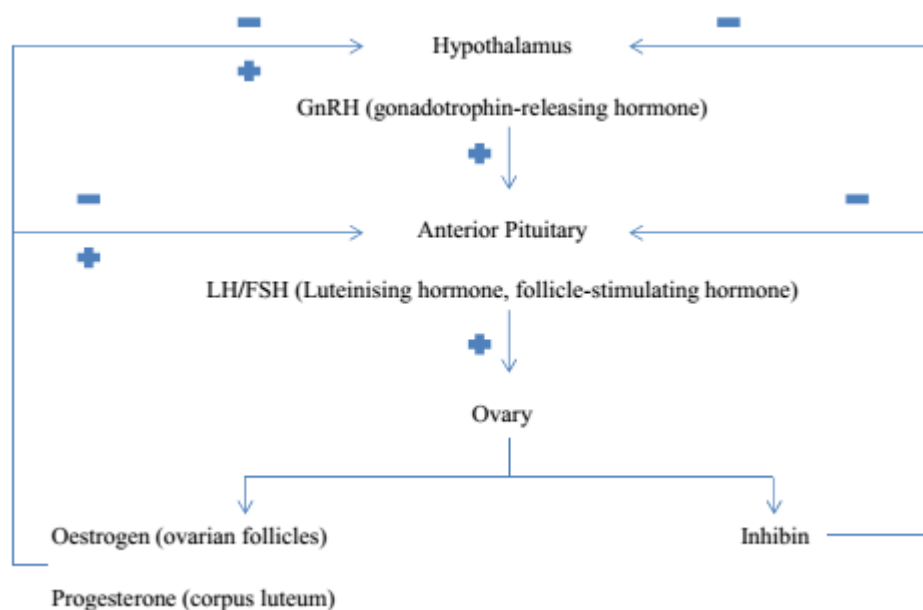 Hypothalamus
GnRH (gonadotrophin-releasing hormone)
Anterior Pituitary
LH/FSH (Luteinising hormone, follicle-stimulating hormone)
Ovary
Oestrogen (ovarian follicles)
Inhibin
Progesterone (corpus luteum)